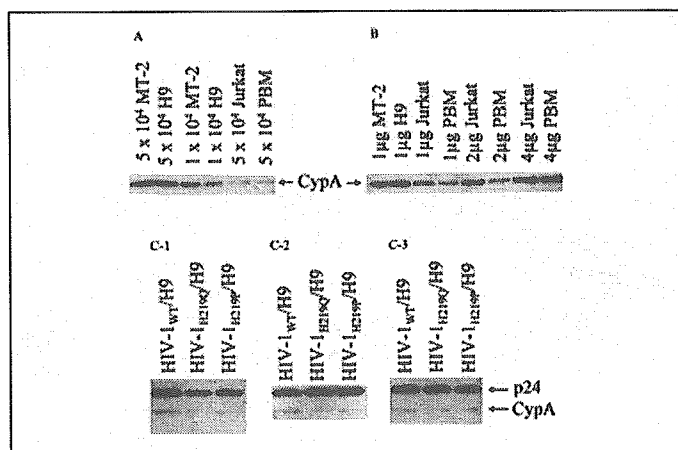 A
B
5 x 10⁴ MT-2
5 x 10⁴ H9
1 x 10⁴ MT-2
1 x 10⁴ H9
5 x 10⁴ Jurkat
5 x 10⁴ PBM
1µg MT-2
1µg H9
1µg Jurkat
1µg PBM
2µg Jurkat
2µg PBM
4µg Jurkat
4µg PBM
← CypA →
C-1
C-2
C-3
HIV-1WT/H9
HIV-1H219Q/H9
HIV-1H219P/H9
HIV-1WT/H9
HIV-1H219Q/H9
HIV-1H219P/H9
HIV-1WT/H9
HIV-1H219Q/H9
HIV-1H219P/H9
← p24
← CypA